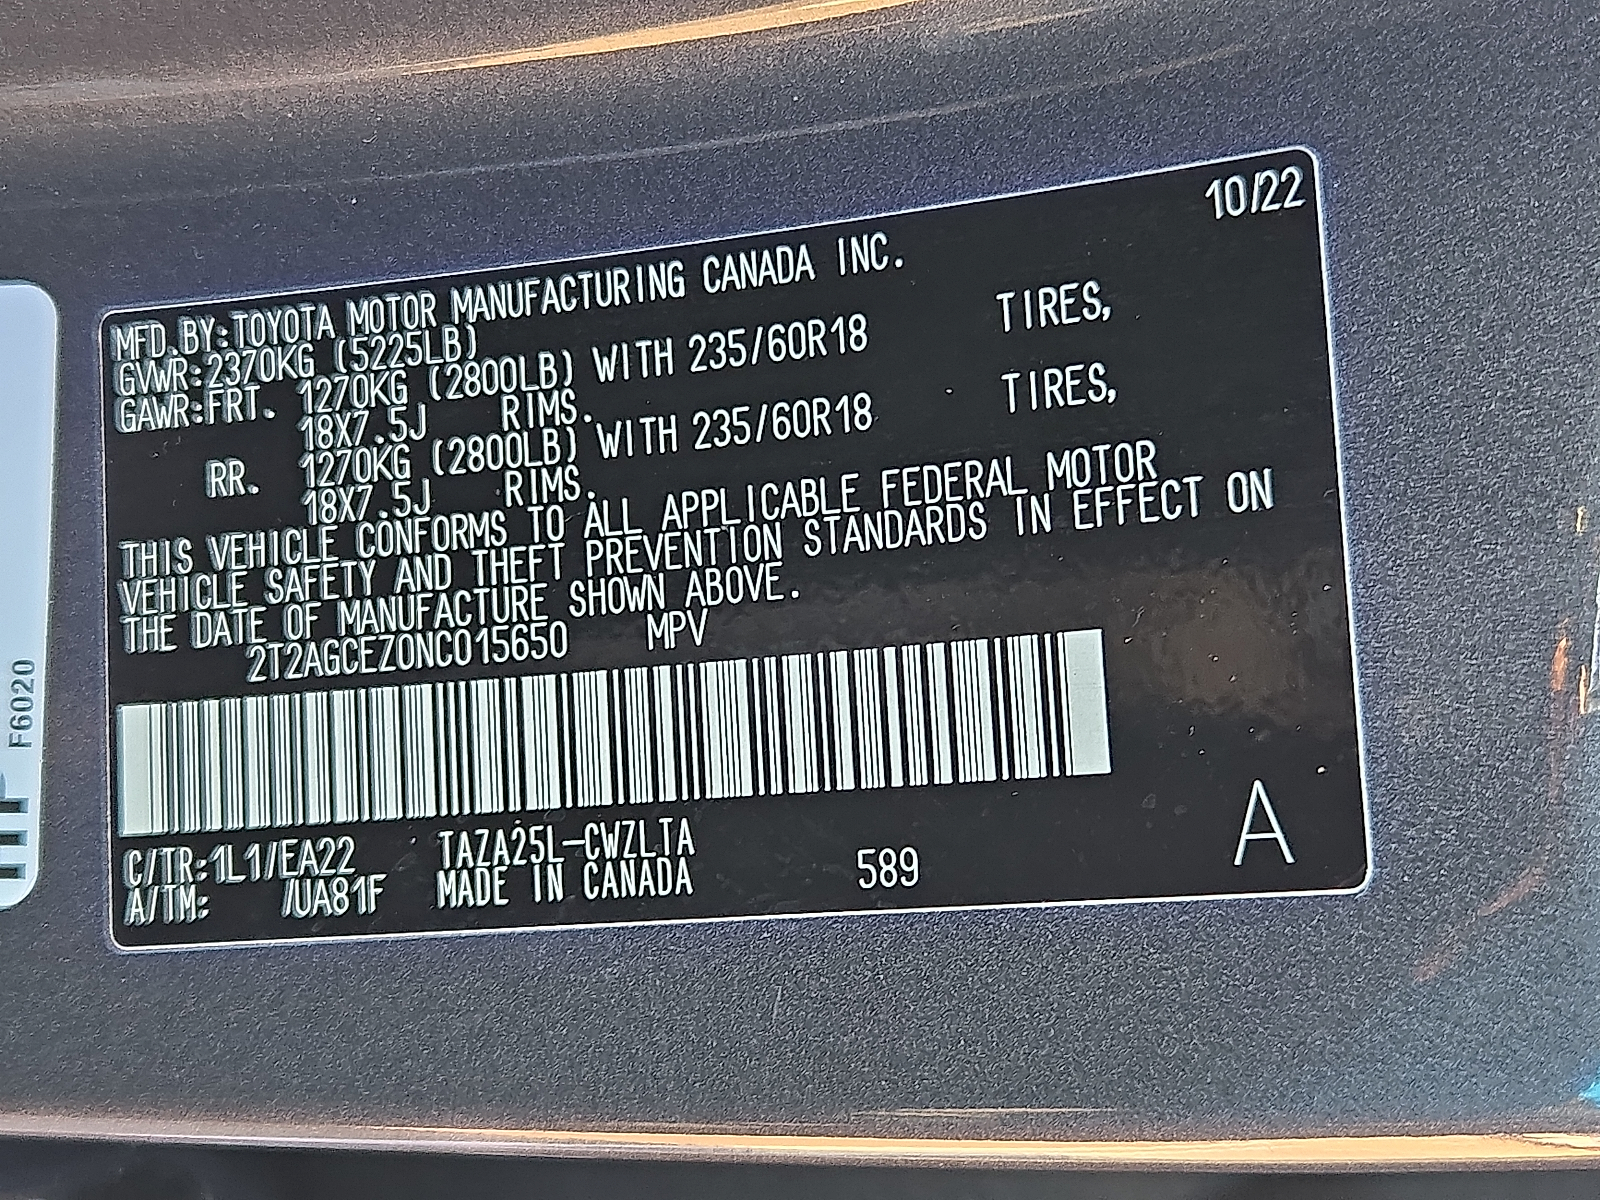 10/22
MFD.BY:TOYOTA MOTOR MANUFACTURING CANADA INC.
GVWR:2370KG (5225LB)
GAWR:FRT. 1270KG (2800LB) WITH 235/60R18 TIRES,
18X7.5J RIMS.
RR. 1270KG (2800LB) WITH 235/60R18 TIRES,
18X7.5J RIMS.
THIS VEHICLE CONFORMS TO ALL APPLICABLE FEDERAL MOTOR
VEHICLE SAFETY AND THEFT PREVENTION STANDARDS IN EFFECT ON
THE DATE OF MANUFACTURE SHOWN ABOVE.
2T2AGCEZ0NC015650 MPV
C/TR:1L1/EA22 TAZA25L-CWZLTA
A/TM: /UA81F MADE IN CANADA
589
A
F6020